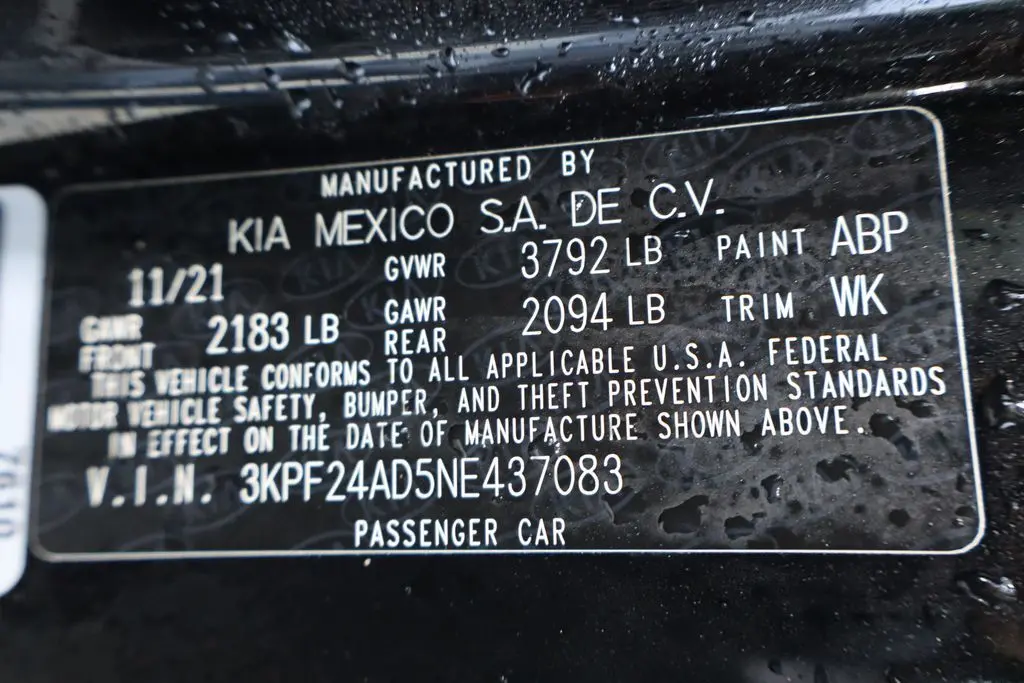 MANUFACTURED BY
KIA MEXICO S.A. DE C.V.
11/21 GVWR 3792 LB PAINT ABP
GAWR FRONT 2183 LB GAWR REAR 2094 LB TRIM WK
THIS VEHICLE CONFORMS TO ALL APPLICABLE U.S.A. FEDERAL
MOTOR VEHICLE SAFETY, BUMPER, AND THEFT PREVENTION STANDARDS
IN EFFECT ON THE DATE OF MANUFACTURE SHOWN ABOVE.
V.I.N. 3KPF24AD5NE437083
PASSENGER CAR